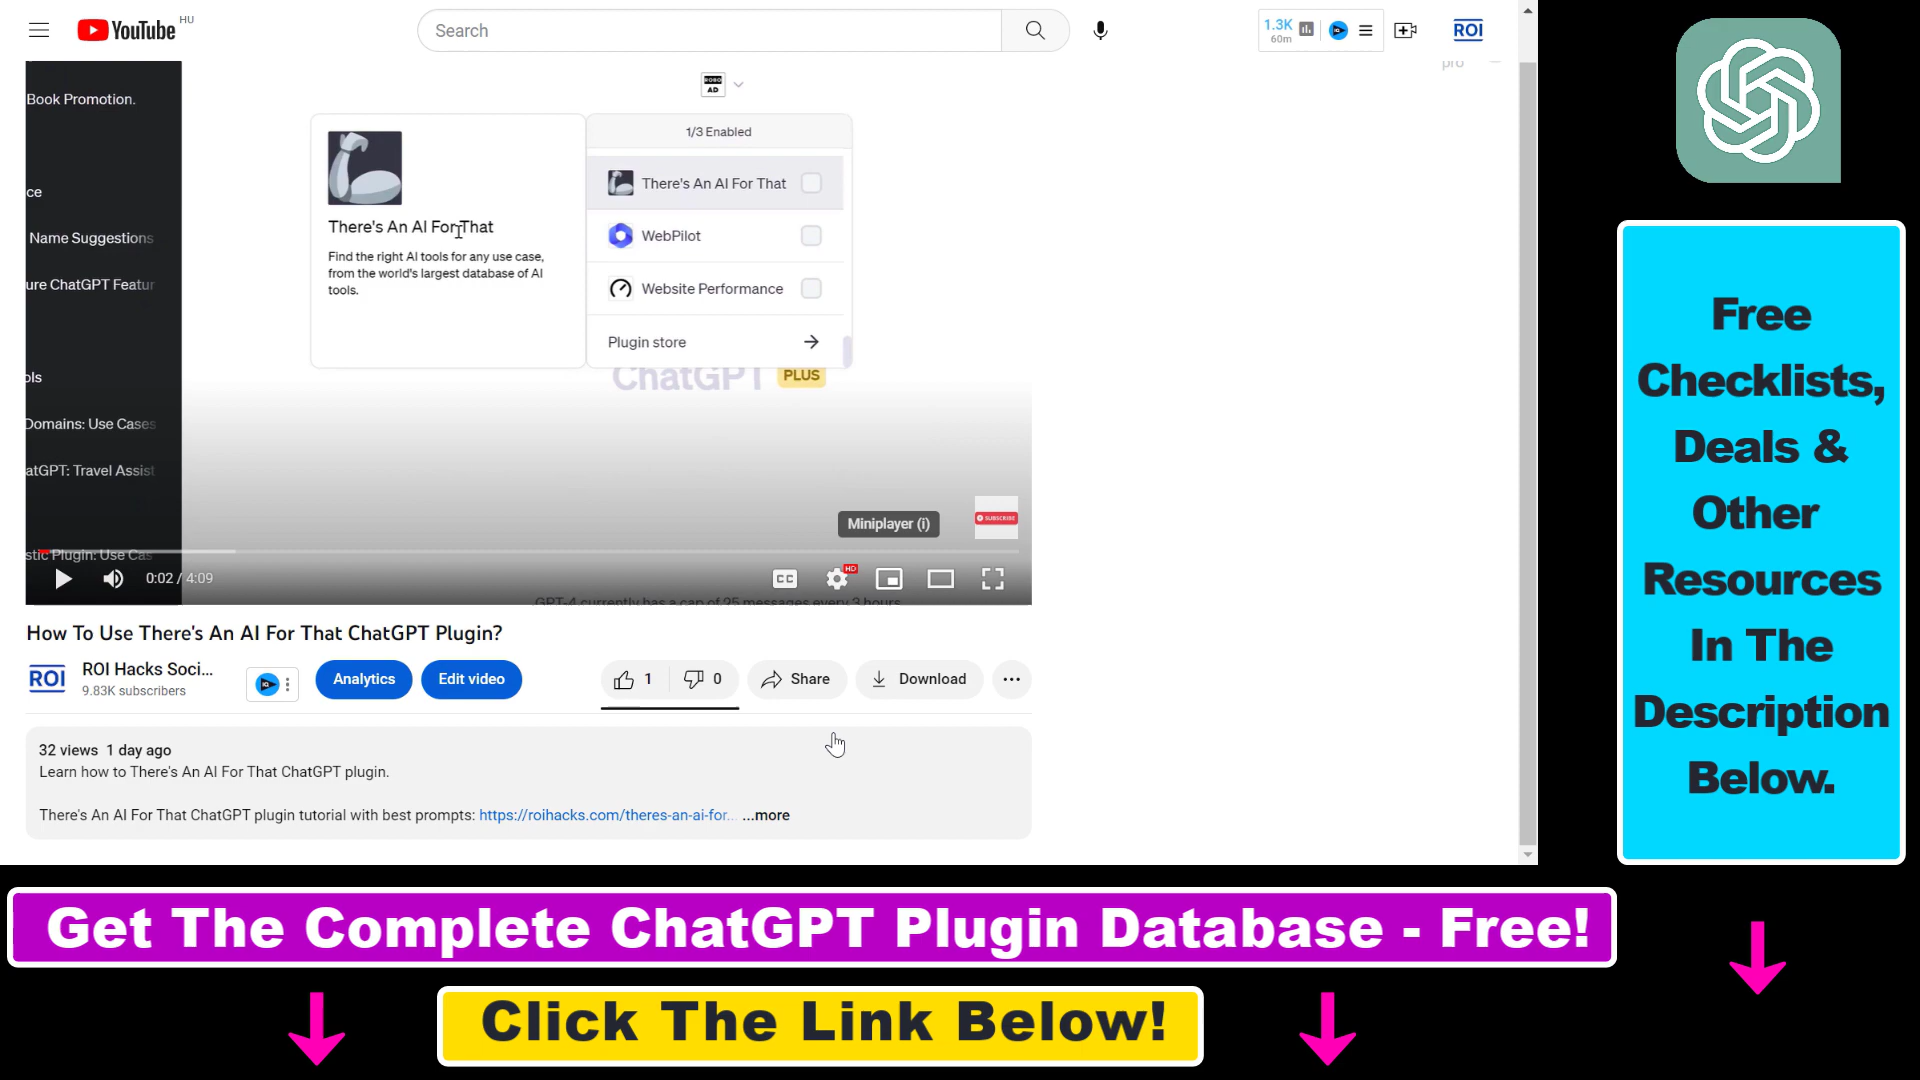 YouTube HU
Search
1.3K
60m
ROI
pro
ROBO
AD
Book Promotion.
ce
Name Suggestions
ure ChatGPT Featur
ols
Domains: Use Cases
atGPT: Travel Assist
stic Plugin: Use Cas
There's An AI For That
Find the right AI tools for any use case,
from the world's largest database of AI
tools.
1/3 Enabled
There's An AI For That
WebPilot
Website Performance
Plugin store
ChatGPT PLUS
Miniplayer (i)
SUBSCRIBE
0:02 / 4:09
CC
HD
GPT-4 currently has a cap of 25 messages every 3 hours
How To Use There's An AI For That ChatGPT Plugin?
ROI
ROI Hacks Soci...
9.83K subscribers
Analytics
Edit video
1
0
Share
Download
32 views 1 day ago
Learn how to There's An AI For That ChatGPT plugin.
There's An AI For That ChatGPT plugin tutorial with best prompts: https://roihacks.com/theres-an-ai-for... ...more
Free
Checklists,
Deals &
Other
Resources
In The
Description
Below.
Get The Complete ChatGPT Plugin Database - Free!
Click The Link Below!